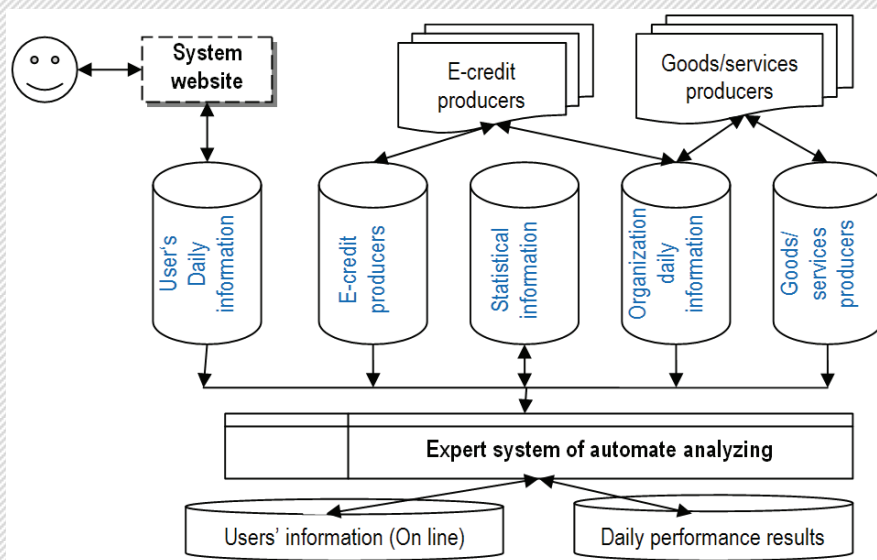 System
website
E-credit
producers
Goods/services
producers
User's
Daily
information
E-credit
producers
Statistical
information
Organization
daily
information
Goods/
services
producers
Expert system of automate analyzing
Users’ information (On line)
Daily performance results